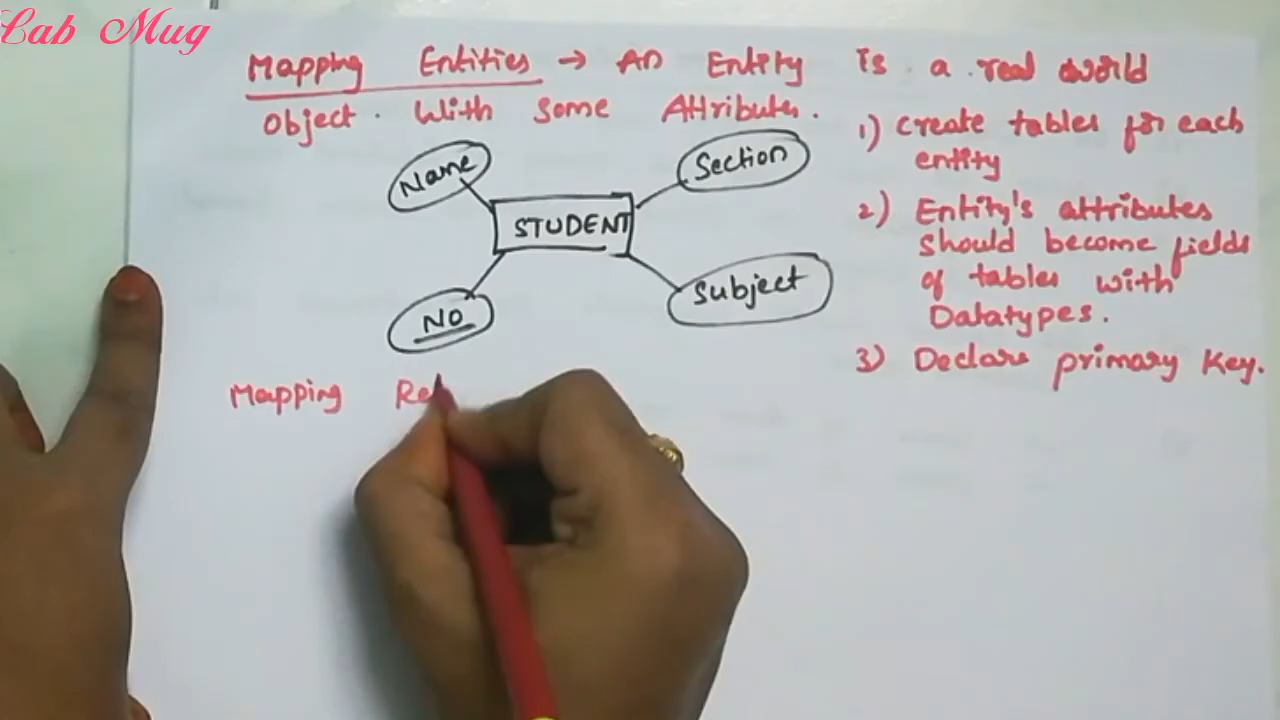 Lab Mug
Mapping Entities → An Entity is a real world
Object. With Some Attributes.
1) Create tables for each
entity
2) Entity's attributes
should become fields
of tables with
Datatypes.
3) Declare primary Key.
Name
Section
STUDENT
NO
Subject
Mapping Re